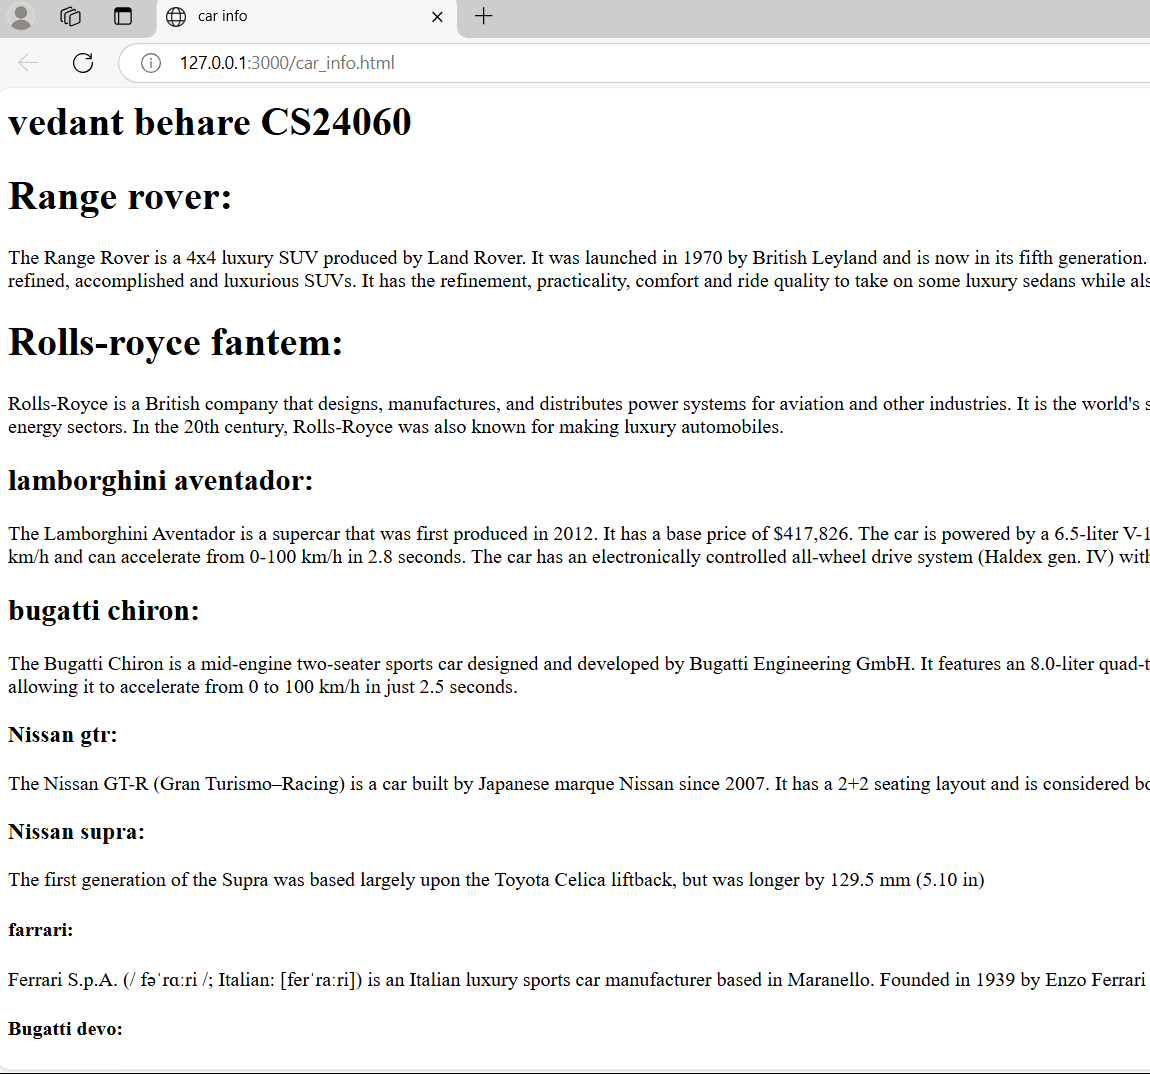 car info
127.0.0.1:3000/car_info.html
vedant behare CS24060
Range rover:
The Range Rover is a 4x4 luxury SUV produced by Land Rover. It was launched in 1970 by British Leyland and is now in its fifth generation.
refined, accomplished and luxurious SUVs. It has the refinement, practicality, comfort and ride quality to take on some luxury sedans while
Rolls-royce fantem:
Rolls-Royce is a British company that designs, manufactures, and distributes power systems for aviation and other industries. It is the world's
energy sectors. In the 20th century, Rolls-Royce was also known for making luxury automobiles.
lamborghini aventador:
The Lamborghini Aventador is a supercar that was first produced in 2012. It has a base price of $417,826. The car is powered by a 6.5-liter
km/h and can accelerate from 0-100 km/h in 2.8 seconds. The car has an electronically controlled all-wheel drive system (Haldex gen. IV)
bugatti chiron:
The Bugatti Chiron is a mid-engine two-seater sports car designed and developed by Bugatti Engineering GmbH. It features an 8.0-liter
allowing it to accelerate from 0 to 100 km/h in just 2.5 seconds.
Nissan gtr:
The Nissan GT-R (Gran Turismo–Racing) is a car built by Japanese marque Nissan since 2007. It has a 2+2 seating layout and is considered
Nissan supra:
The first generation of the Supra was based largely upon the Toyota Celica liftback, but was longer by 129.5 mm (5.10 in)
farrari:
Ferrari S.p.A. (/ fəˈrɑːri /; Italian: [ferˈraːri]) is an Italian luxury sports car manufacturer based in Maranello. Founded in 1939 by Enzo Ferrari
Bugatti devo: